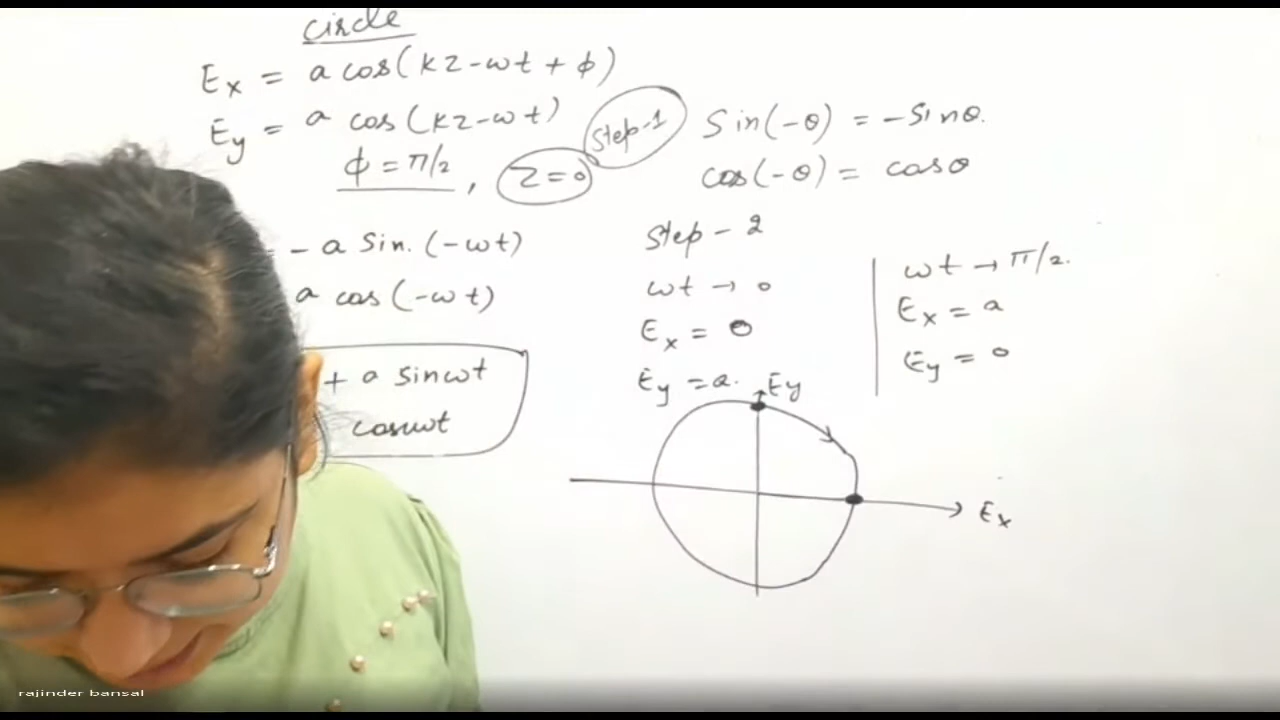 circle
Ex = a cos(kz-ωt + φ)
Ey = a cos(kz-ωt)
φ = π/2, z=0
Step-1
Sin(-θ) = -Sinθ.
cos(-θ) = cosθ
- a Sin. (-ωt)
a cos (-ωt)
+ a sinωt
cosωt
Step - 2
ωt → 0
Ex = 0
Ey = a.
ωt → π/2.
Ex = a
Ey = 0
Ey
Ex
rajinder bansal